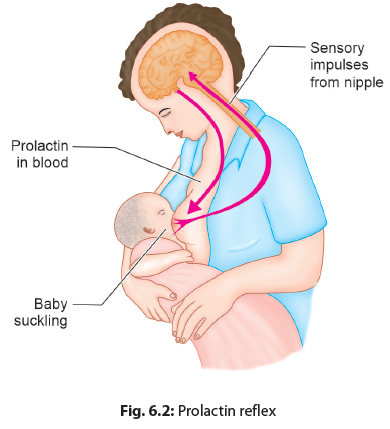 Sensory
impulses
from nipple
Prolactin
in blood
Baby
suckling
Fig. 6.2: Prolactin reflex